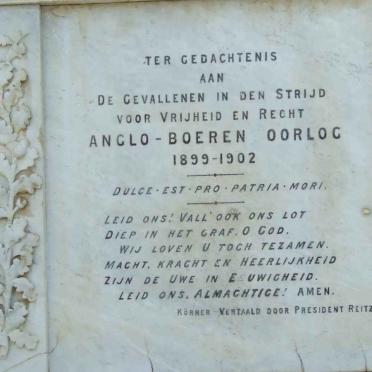 TER GEDACHTENIS
AAN
DE GEVALLENEN IN DEN STRIJD
VOOR VRIJHEID EN RECHT
ANGLO-BOEREN OORLOG
1899-1902
DULCE·EST·PRO·PATRIA·MORI.
LEID ONS! VALL' OOK ONS LOT
DIEP IN HET GRAF. O GOD.
WIJ LOVEN U TOCH TEZAMEN.
MACHT, KRACHT EN HEERLIJKHEID
ZIJN DE UWE IN EEUWIGHEID.
LEID ONS, ALMACHTIGE! AMEN.
KÖRNER - VERTAALD DOOR PRESIDENT REITZ